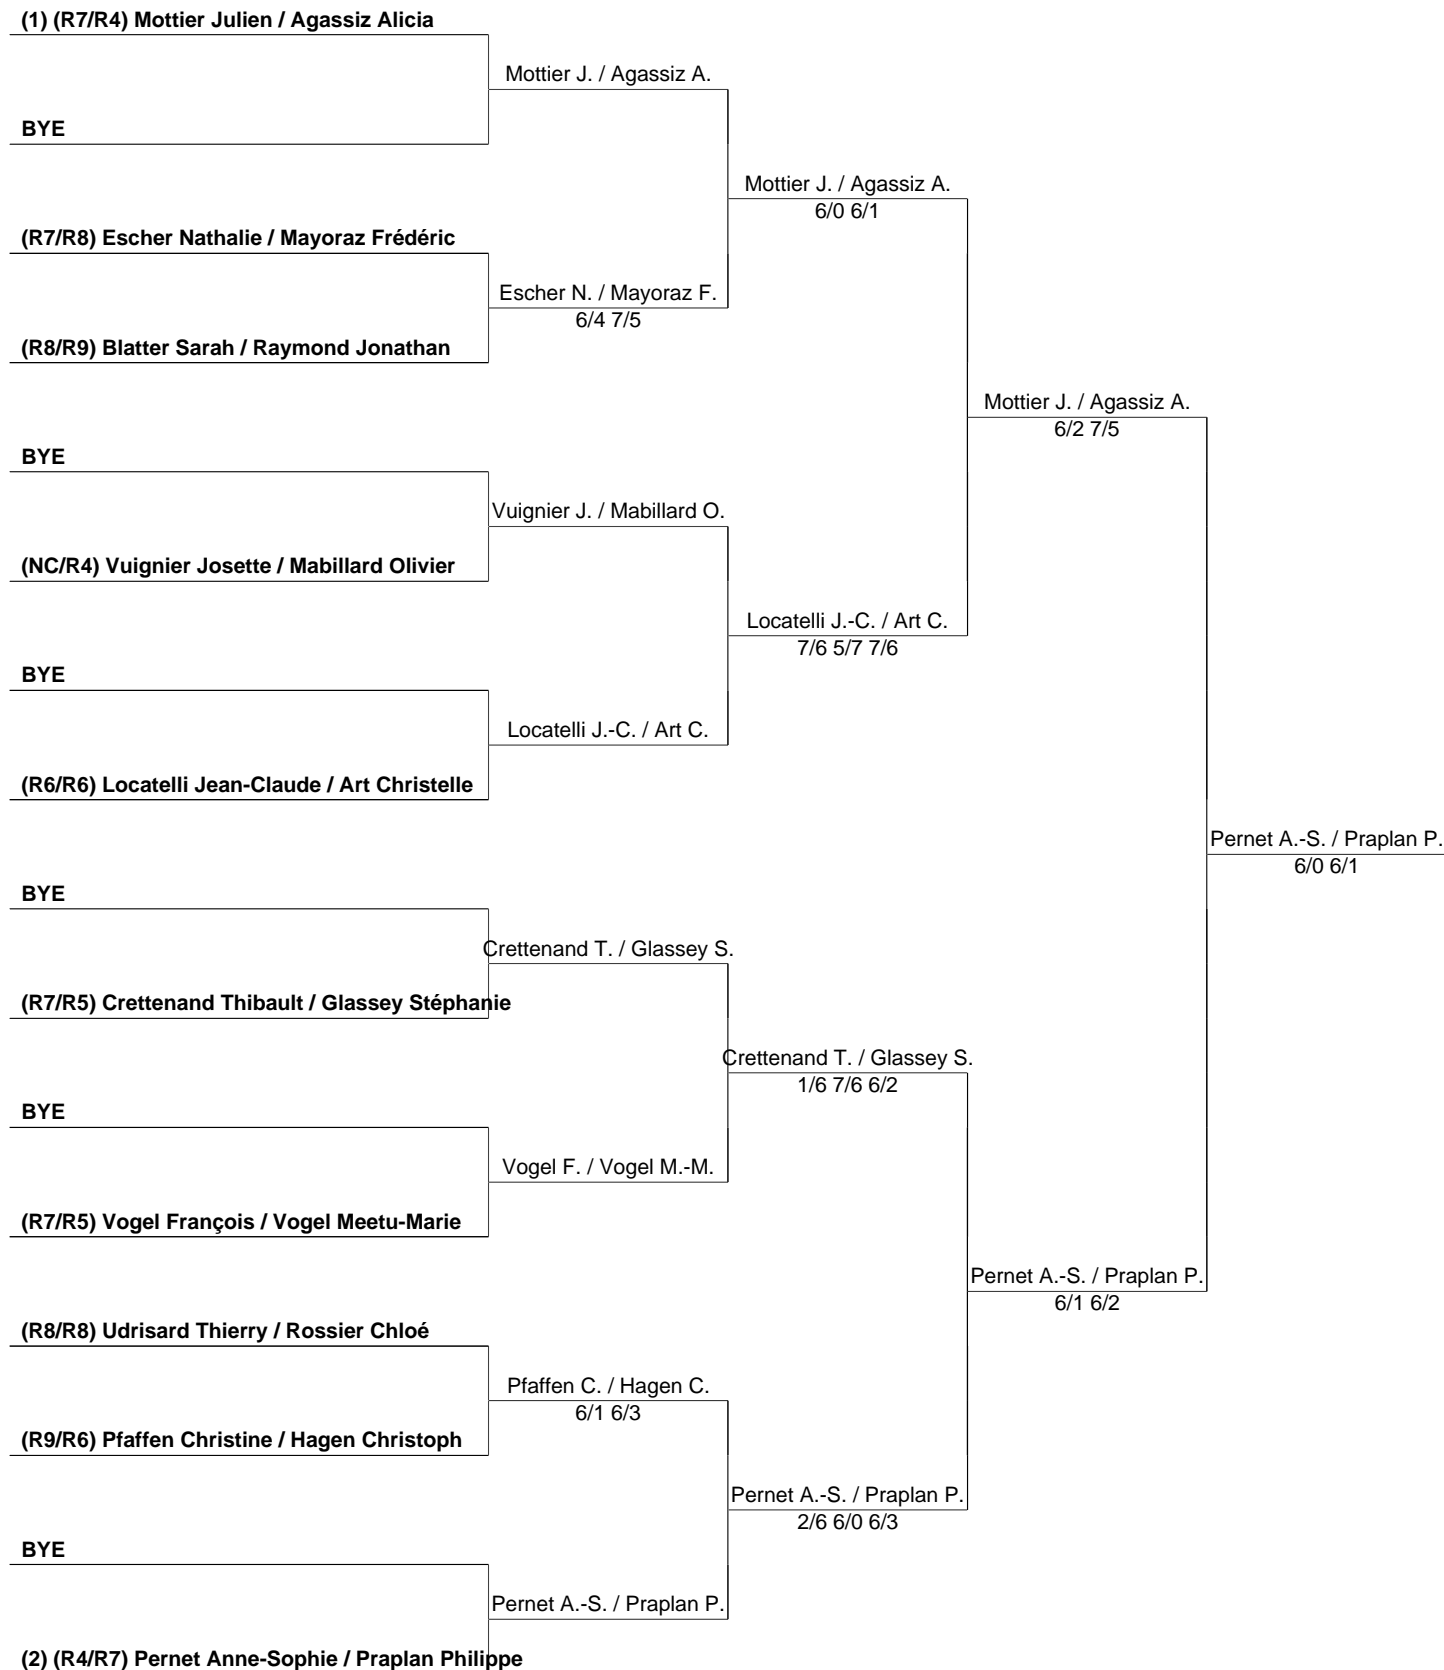 (1) (R7/R4) Mottier Julien / Agassiz Alicia
Mottier J. / Agassiz A.
BYE
Mottier J. / Agassiz A.
6/0 6/1
(R7/R8) Escher Nathalie / Mayoraz Frédéric
Escher N. / Mayoraz F.
6/4 7/5
(R8/R9) Blatter Sarah / Raymond Jonathan
Mottier J. / Agassiz A.
6/2 7/5
BYE
Vuignier J. / Mabillard O.
(NC/R4) Vuignier Josette / Mabillard Olivier
Locatelli J.-C. / Art C.
7/6 5/7 7/6
BYE
Locatelli J.-C. / Art C.
(R6/R6) Locatelli Jean-Claude / Art Christelle
Pernet A.-S. / Praplan P.
6/0 6/1
BYE
Crettenand T. / Glassey S.
(R7/R5) Crettenand Thibault / Glassey Stéphanie
Crettenand T. / Glassey S.
1/6 7/6 6/2
BYE
Vogel F. / Vogel M.-M.
(R7/R5) Vogel François / Vogel Meetu-Marie
Pernet A.-S. / Praplan P.
6/1 6/2
(R8/R8) Udrisard Thierry / Rossier Chloé
Pfaffen C. / Hagen C.
6/1 6/3
(R9/R6) Pfaffen Christine / Hagen Christoph
Pernet A.-S. / Praplan P.
2/6 6/0 6/3
BYE
Pernet A.-S. / Praplan P.
(2) (R4/R7) Pernet Anne-Sophie / Praplan Philippe